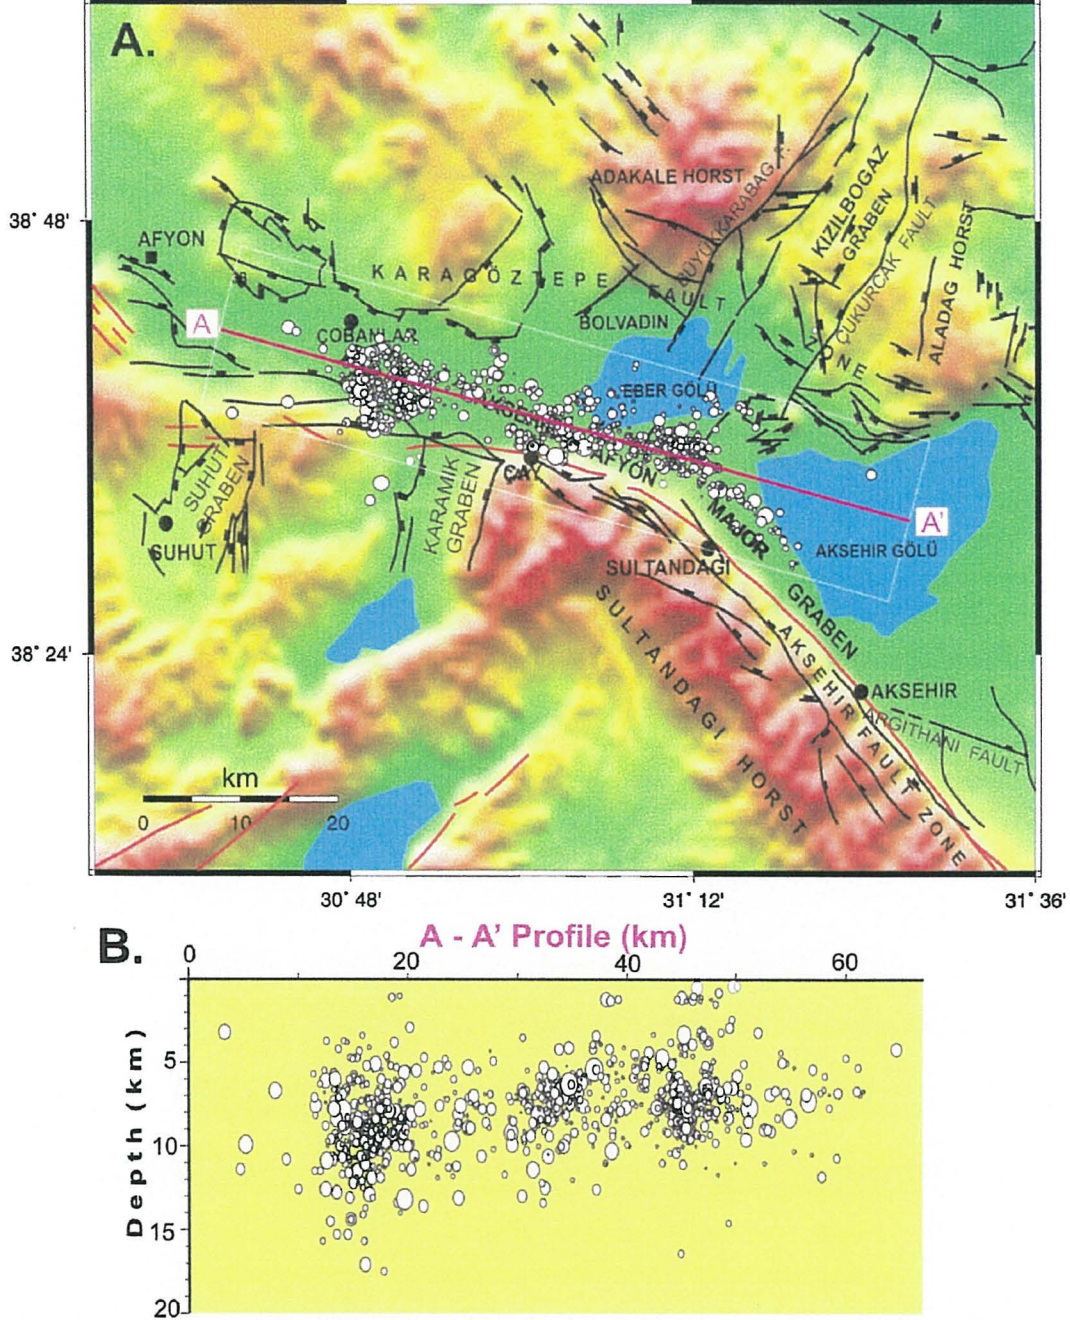 A.
ADAKALE HORST
BÜYÜKKARABAG F.
KIZILBOGAZ
GRABEN
ÇUKURCAK FAULT
ALADAG HORST
38° 48'
AFYON
KARAGÖZTEPE
FAULT
ZONE
BOLVADIN
A
ÇOBANLAR
EBER GÖLÜ
SUHUT
GRABEN
SUHUT
KARAMIK
GRABEN
ÇAY
AFYON
MAJOR
GRABEN
A'
AKSEHIR GÖLÜ
SULTANDAGI
SULTANDAGI HORST
38° 24'
AKSEHIR FAULT ZONE
AKSEHIR
ARGITHANI FAULT
km
0 10 20
30° 48' 31° 12' 31° 36'
B.
A - A' Profile (km)
0 20 40 60
Depth (km)
5
10
15
20